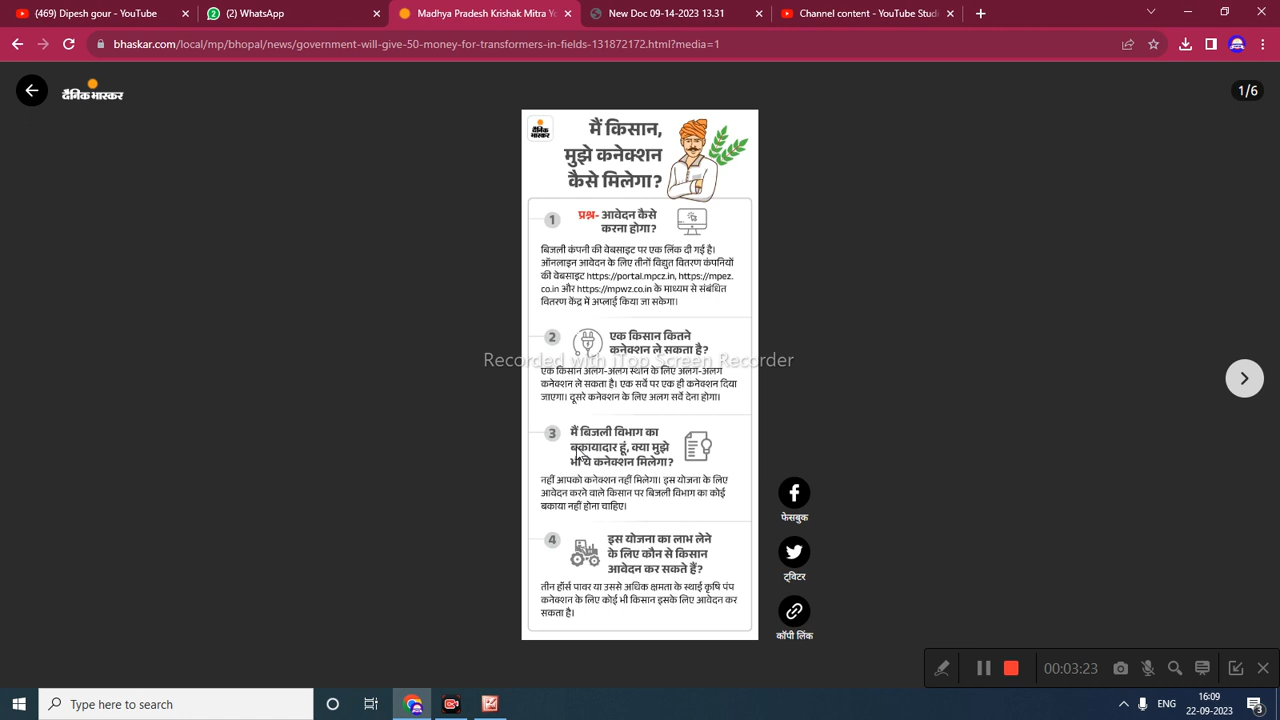 (469) Dipesh gour - YouTube
(2) WhatsApp
Madhya Pradesh Krishak Mitra Yo
New Doc 09-14-2023 13.31
Channel content - YouTube Studi
bhaskar.com/local/mp/bhopal/news/government-will-give-50-money-for-transformers-in-fields-131872172.html?media=1
दैनिक भास्कर
1/6
दैनिक भास्कर
मैं किसान,
मुझे कनेक्शन
कैसे मिलेगा?
1
प्रश्न- आवेदन कैसे
करना होगा?
बिजली कंपनी की वेबसाइट पर एक लिंक दी गई है।
ऑनलाइन आवेदन के लिए तीनों विद्युत वितरण कंपनियों
की वेबसाइट https://portal.mpcz.in, https://mpez.
co.in और https://mpwz.co.in के माध्यम से संबंधित
वितरण केंद्र में अप्लाई किया जा सकेगा।
2
एक किसान कितने
कनेक्शन ले सकता है?
Recorded with iTop Screen Recorder
एक किसान अलग-अलग स्थान के लिए अलग-अलग
कनेक्शन ले सकता है। एक सर्वे पर एक ही कनेक्शन दिया
जाएगा। दूसरे कनेक्शन के लिए अलग सर्वे देना होगा।
3
मैं बिजली विभाग का
बकायादार हूं, क्या मुझे
भी ये कनेक्शन मिलेगा?
नहीं आपको कनेक्शन नहीं मिलेगा। इस योजना के लिए
आवेदन करने वाले किसान पर बिजली विभाग का कोई
बकाया नहीं होना चाहिए।
4
इस योजना का लाभ लेने
के लिए कौन से किसान
आवेदन कर सकते हैं?
तीन हॉर्स पावर या उससे अधिक क्षमता के स्थाई कृषि पंप
कनेक्शन के लिए कोई भी किसान इसके लिए आवेदन कर
सकता है।
फेसबुक
ट्विटर
कॉपी लिंक
00:03:23
Type here to search
ENG
16:09
22-09-2023